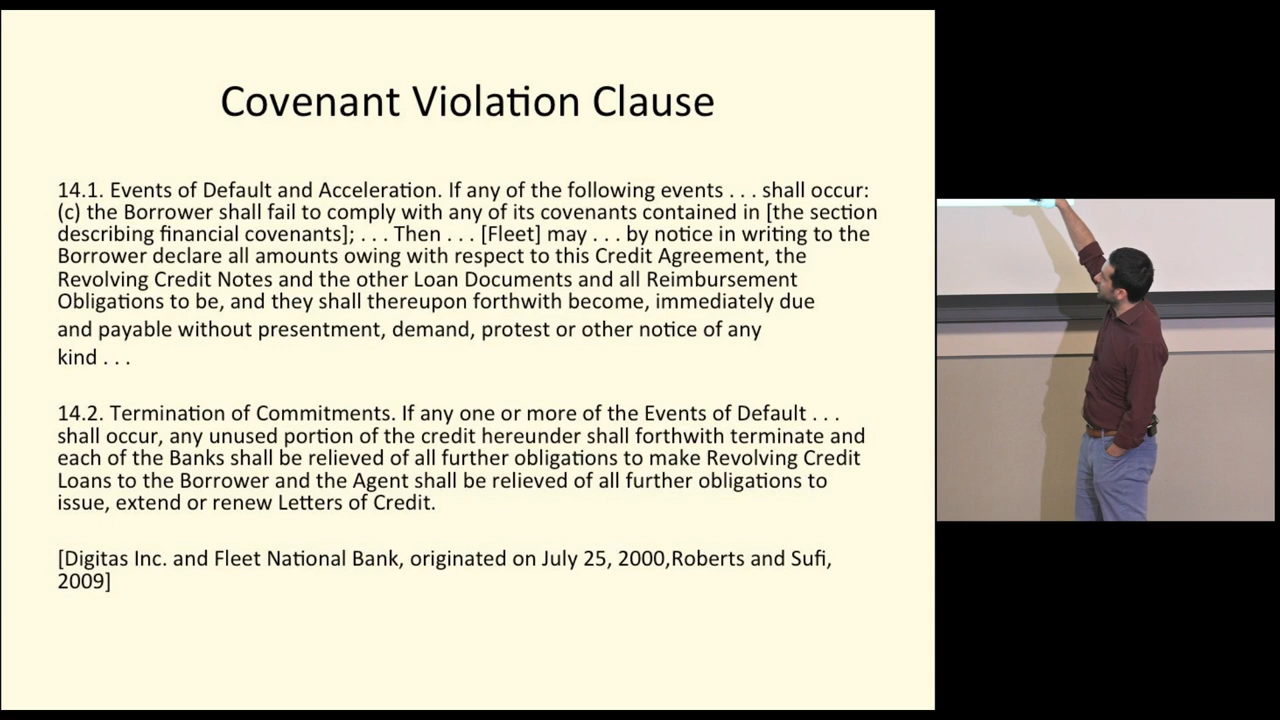 Covenant Violation Clause
14.1. Events of Default and Acceleration. If any of the following events . . . shall occur:
(c) the Borrower shall fail to comply with any of its covenants contained in [the section
describing financial covenants]; . . . Then . . . [Fleet] may . . . by notice in writing to the
Borrower declare all amounts owing with respect to this Credit Agreement, the
Revolving Credit Notes and the other Loan Documents and all Reimbursement
Obligations to be, and they shall thereupon forthwith become, immediately due
and payable without presentment, demand, protest or other notice of any
kind . . .
14.2. Termination of Commitments. If any one or more of the Events of Default . . .
shall occur, any unused portion of the credit hereunder shall forthwith terminate and
each of the Banks shall be relieved of all further obligations to make Revolving Credit
Loans to the Borrower and the Agent shall be relieved of all further obligations to
issue, extend or renew Letters of Credit.
[Digitas Inc. and Fleet National Bank, originated on July 25, 2000,Roberts and Sufi,
2009]